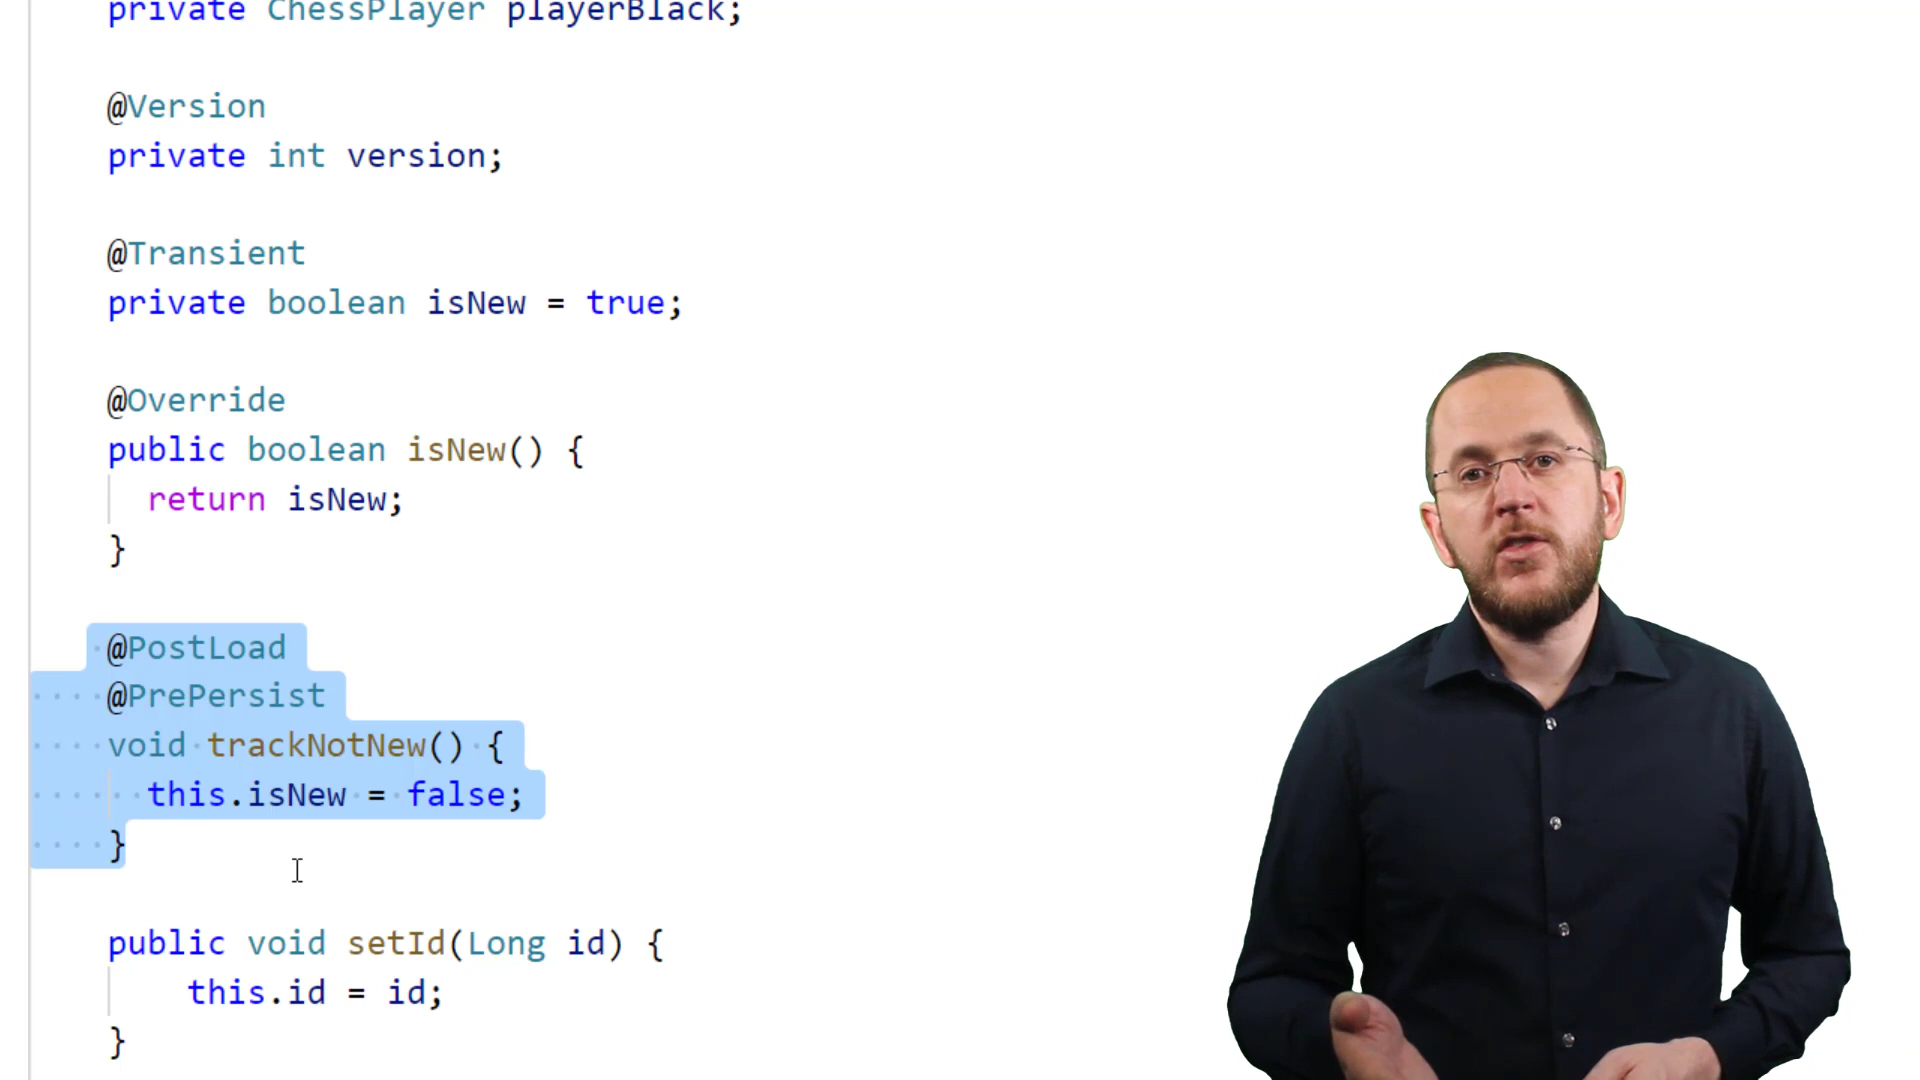 private ChessPlayer playerBlack;
@Version
private int version;
@Transient
private boolean isNew = true;
@Override
public boolean isNew() {
return isNew;
}
@PostLoad
@PrePersist
void trackNotNew() {
this.isNew = false;
}
public void setId(Long id) {
this.id = id;
}